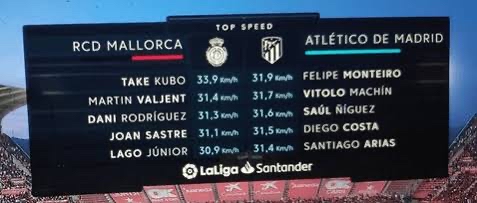 TOP SPEED
RCD MALLORCA ATLÉTICO DE MADRID
TAKE KUBO 33,9 Km/h 31,9 Km/h FELIPE MONTEIRO
MARTIN VALJENT 31,4 Km/h 31,7 Km/h VITOLO MACHÍN
DANI RODRÍGUEZ 31,3 Km/h 31,6 Km/h SAÚL ÑÍGUEZ
JOAN SASTRE 31,1 Km/h 31,5 Km/h DIEGO COSTA
LAGO JÚNIOR 30,9 Km/h 31,4 Km/h SANTIAGO ARIAS
LaLiga Santander